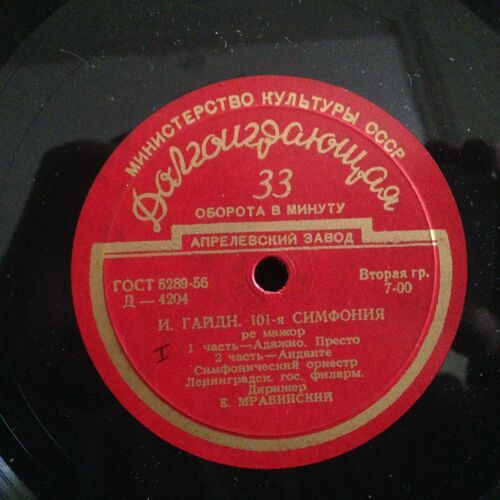 МИНИСТЕРСТВО КУЛЬТУРЫ СССР
Долгоиграющая
33
ОБОРОТА В МИНУТУ
АПРЕЛЕВСКИЙ ЗАВОД
ГОСТ 5289-56
Д — 4204
Вторая гр.
7-00
И. ГАЙДН. 101-я СИМФОНИЯ
ре мажор
1 часть—Адажио. Престо
2 часть—Анданте
Симфонический оркестр
Ленинградск. гос. филарм.
Дирижер
Е. МРАВИНСКИЙ
I